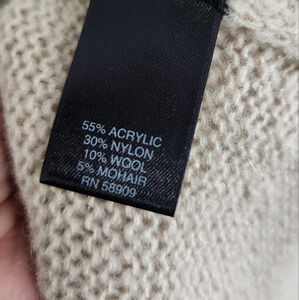 55% ACRYLIC
30% NYLON
10% WOOL
5% MOHAIR
RN 58909